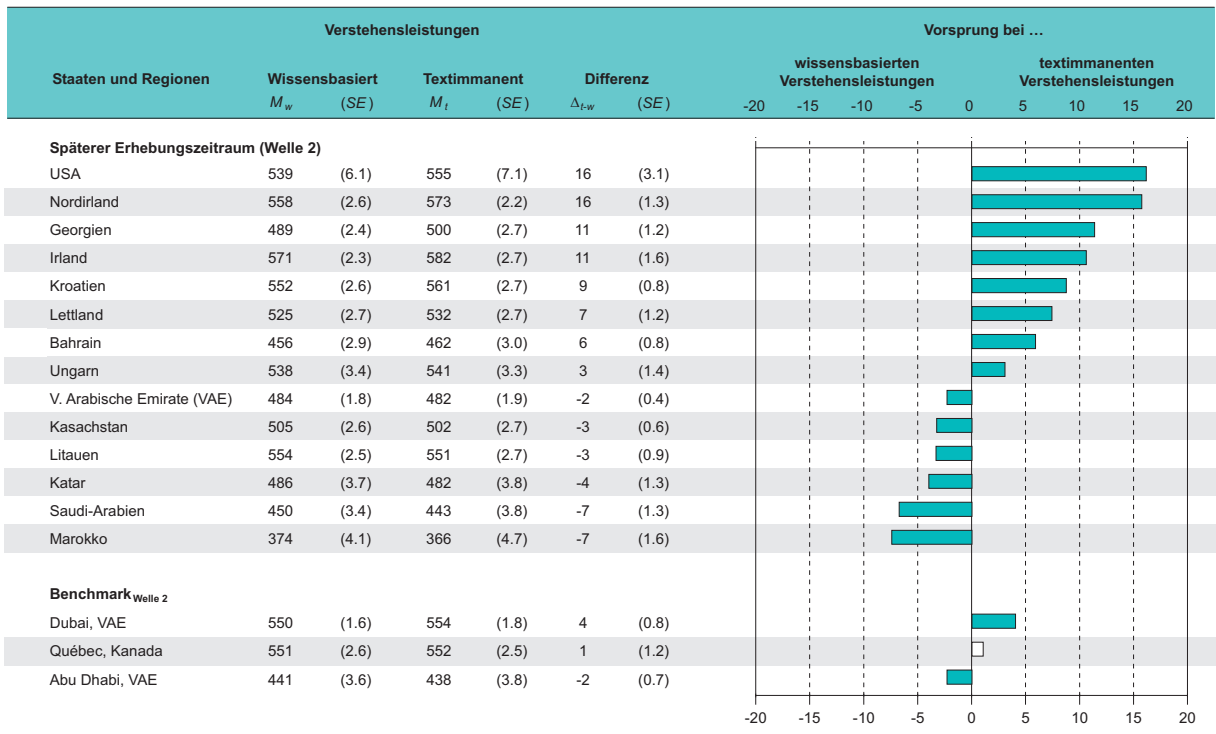 Verstehensleistungen Vorsprung bei …
wissensbasierten textimmanenten
Staaten und Regionen Wissensbasiert Textimmanent Differenz Verstehensleistungen Verstehensleistungen
M w (SE) M t (SE) Δt-w (SE) -20 -15 -10 -5 0 5 10 15 20
Späterer Erhebungszeitraum (Welle 2)
USA 539 (6.1) 555 (7.1) 16 (3.1)
Nordirland 558 (2.6) 573 (2.2) 16 (1.3)
Georgien 489 (2.4) 500 (2.7) 11 (1.2)
Irland 571 (2.3) 582 (2.7) 11 (1.6)
Kroatien 552 (2.6) 561 (2.7) 9 (0.8)
Lettland 525 (2.7) 532 (2.7) 7 (1.2)
Bahrain 456 (2.9) 462 (3.0) 6 (0.8)
Ungarn 538 (3.4) 541 (3.3) 3 (1.4)
V. Arabische Emirate (VAE) 484 (1.8) 482 (1.9) -2 (0.4)
Kasachstan 505 (2.6) 502 (2.7) -3 (0.6)
Litauen 554 (2.5) 551 (2.7) -3 (0.9)
Katar 486 (3.7) 482 (3.8) -4 (1.3)
Saudi-Arabien 450 (3.4) 443 (3.8) -7 (1.3)
Marokko 374 (4.1) 366 (4.7) -7 (1.6)
Benchmark Welle 2
Dubai, VAE 550 (1.6) 554 (1.8) 4 (0.8)
Québec, Kanada 551 (2.6) 552 (2.5) 1 (1.2)
Abu Dhabi, VAE 441 (3.6) 438 (3.8) -2 (0.7)
-20 -15 -10 -5 0 5 10 15 20